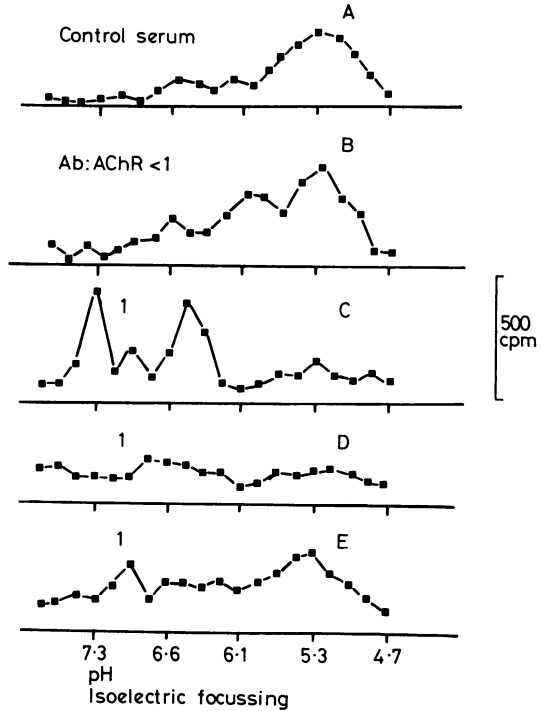 A
Control serum
B
Ab:AChR <1
1
C
500
cpm
1
D
1
E
7·3 6·6 6·1 5·3 4·7
pH
Isoelectric focussing